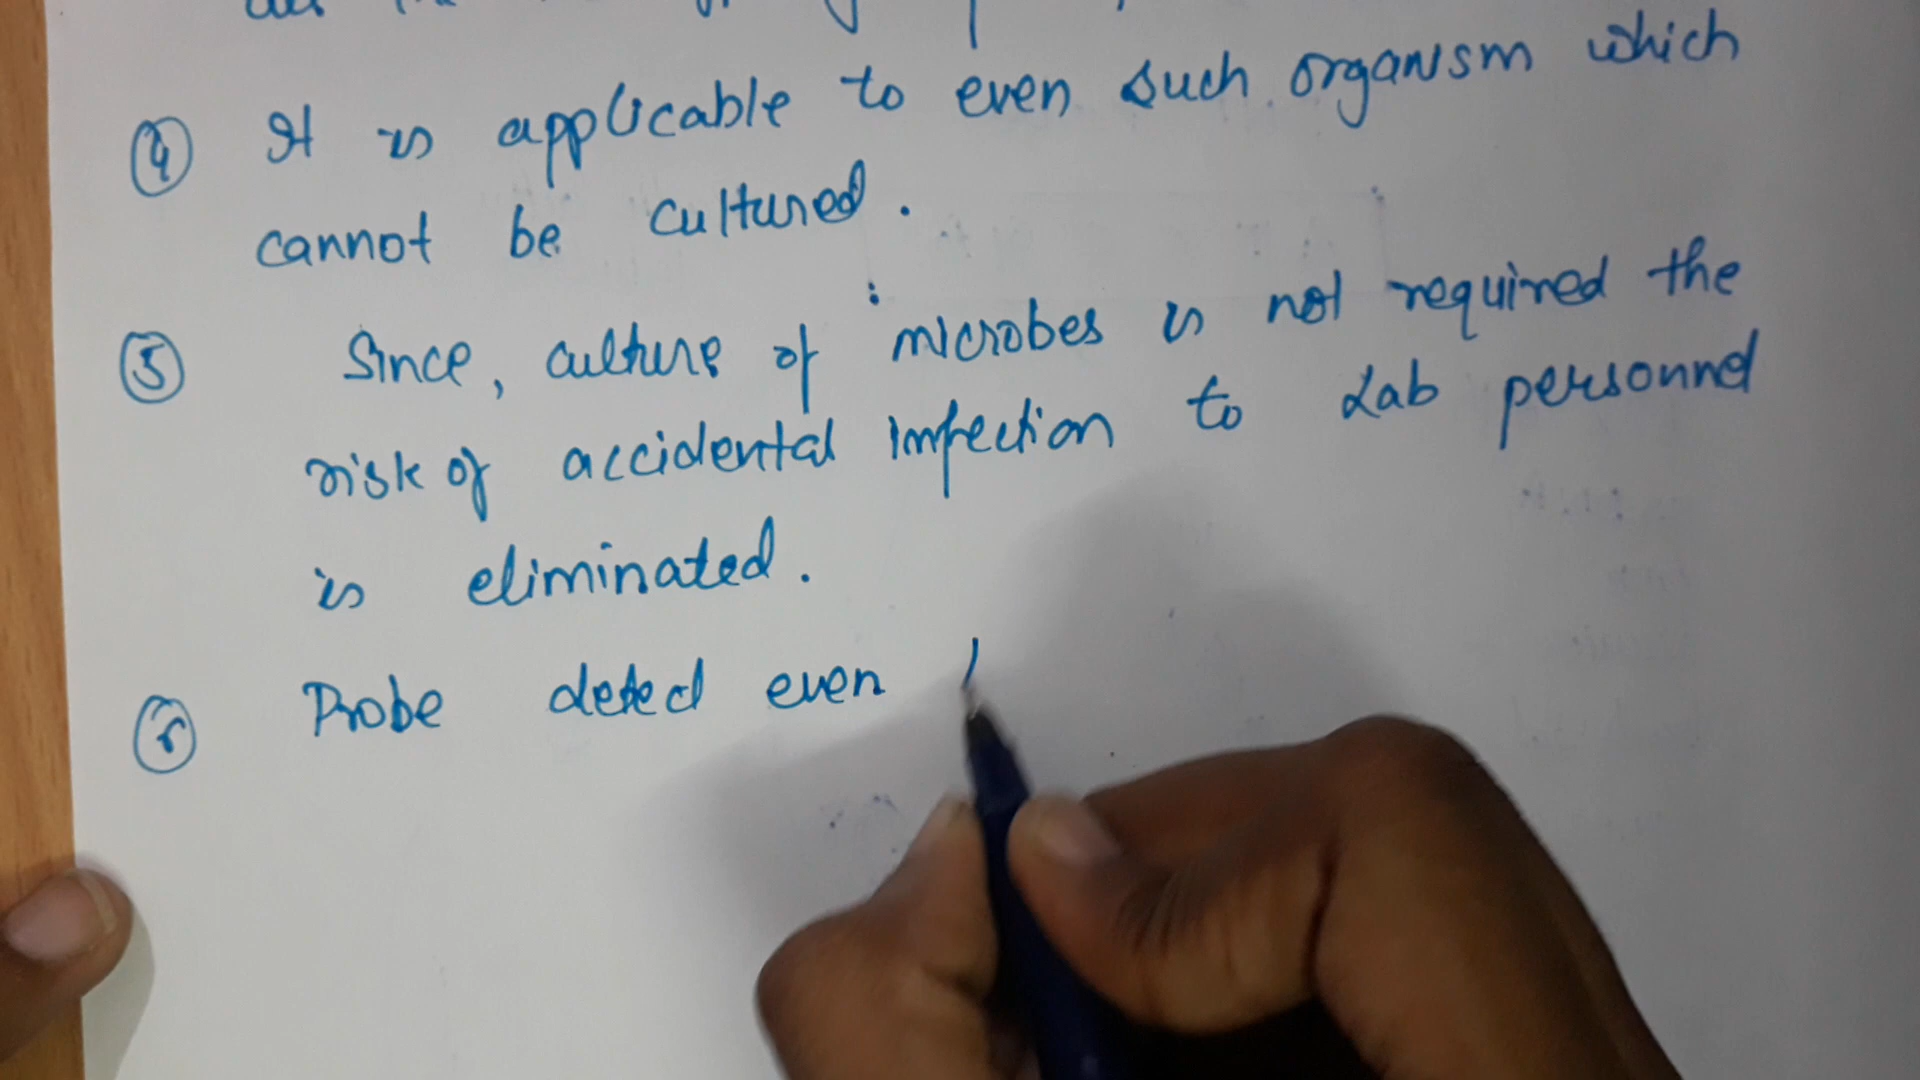 ④ It is applicable to even such organism which
cannot be cultured.
⑤ Since, culture of microbes is not required the
risk of accidental infection to Lab personnel
is eliminated.
⑥ Probe detect even